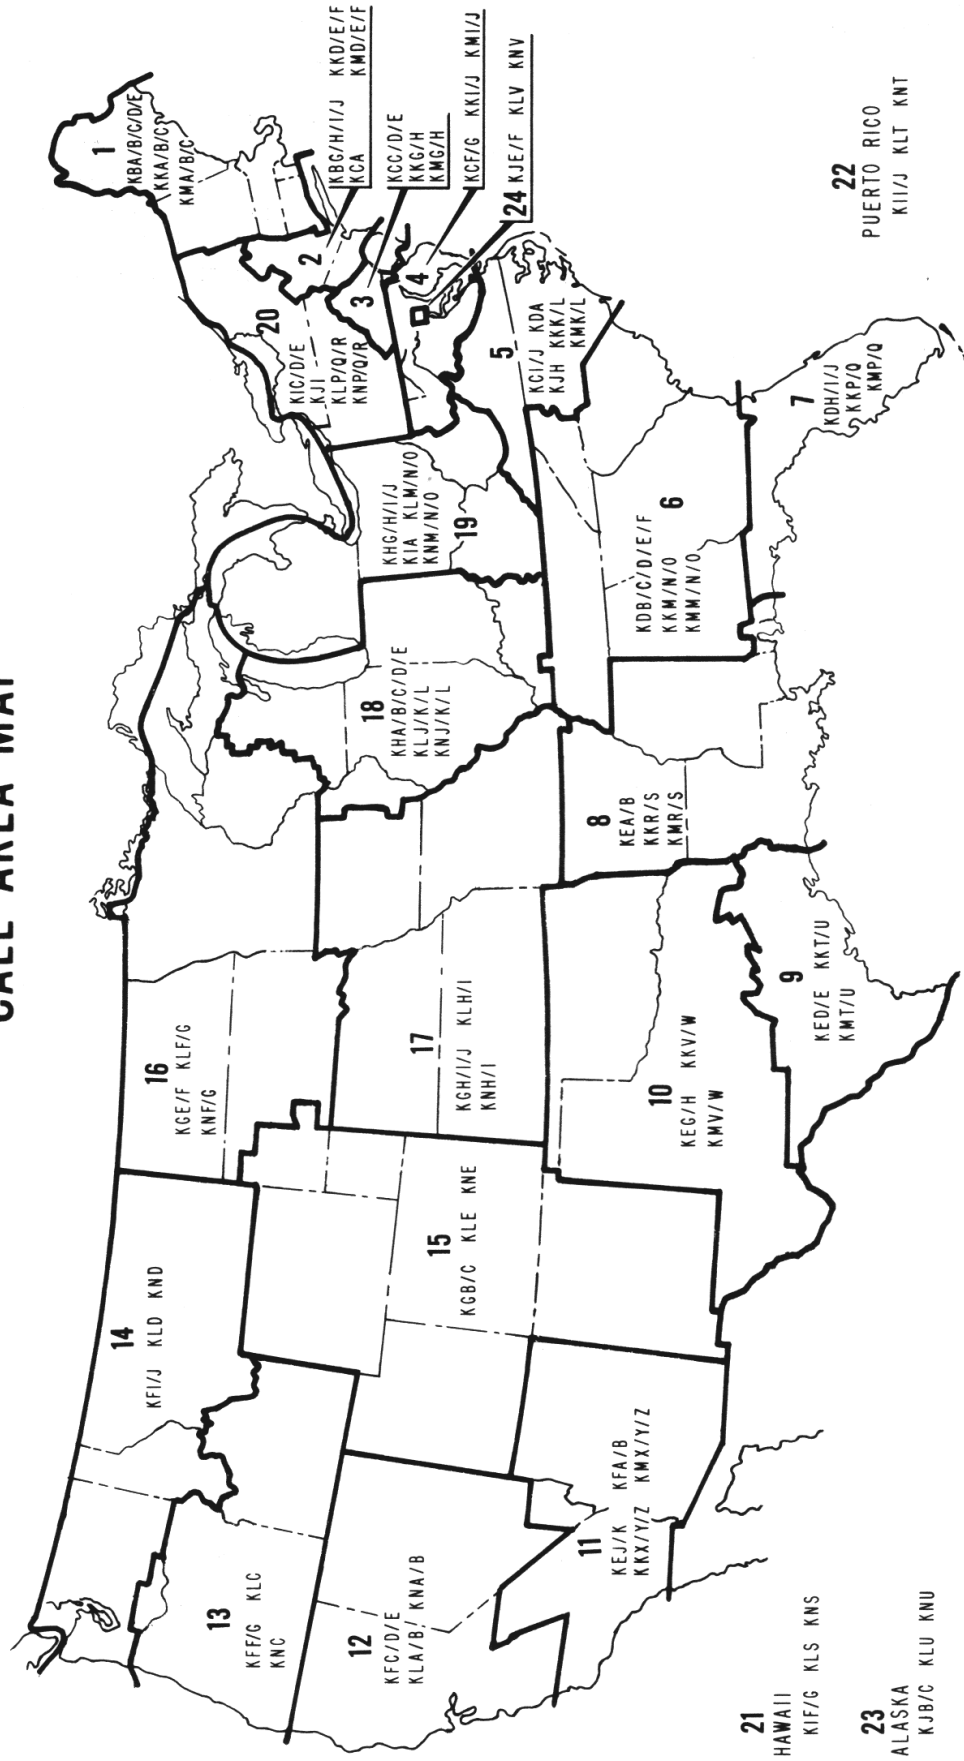 CALL AREA MAP
1
KBA/B/C/D/E
KKA/B/C
KMA/B/C
2
KBG/H/I/J KKD/E/F
KCA KMD/E/F
3
KCC/D/E
KKG/H
KMG/H
4
KCF/G KKI/J KMI/J
24 KJE/F KLV KNV
20
KIC/D/E
KJI
KLP/Q/R
KNP/Q/R
5
KCI/J KDA
KJH KKK/L
KMK/L
19
KHG/H/I/J
KIA KLM/N/O
KNM/N/O
6
KDB/C/D/E/F
KKM/N/O
KMM/N/O
7
KDH/I/J
KKP/Q
KMP/Q
18
KHA/B/C/D/E
KLJ/K/L
KNJ/K/L
8
KEA/B
KKR/S
KMR/S
16
KGE/F KLF/G
KNF/G
17
KGH/I/J KLH/I
KNH/I
9
KED/E KKT/U
KMT/U
10
KEG/H KKV/W
KMV/W
14
KFI/J KLD KND
15
KGB/C KLE KNE
13
KFF/G KLC
KNC
12
KFC/D/E
KLA/B/ KNA/B
11
KEJ/K KFA/B
KKX/Y/Z KMX/Y/Z
21
HAWAII
KIF/G KLS KNS
23
ALASKA
KJB/C KLU KNU
22
PUERTO RICO
KII/J KLT KNT